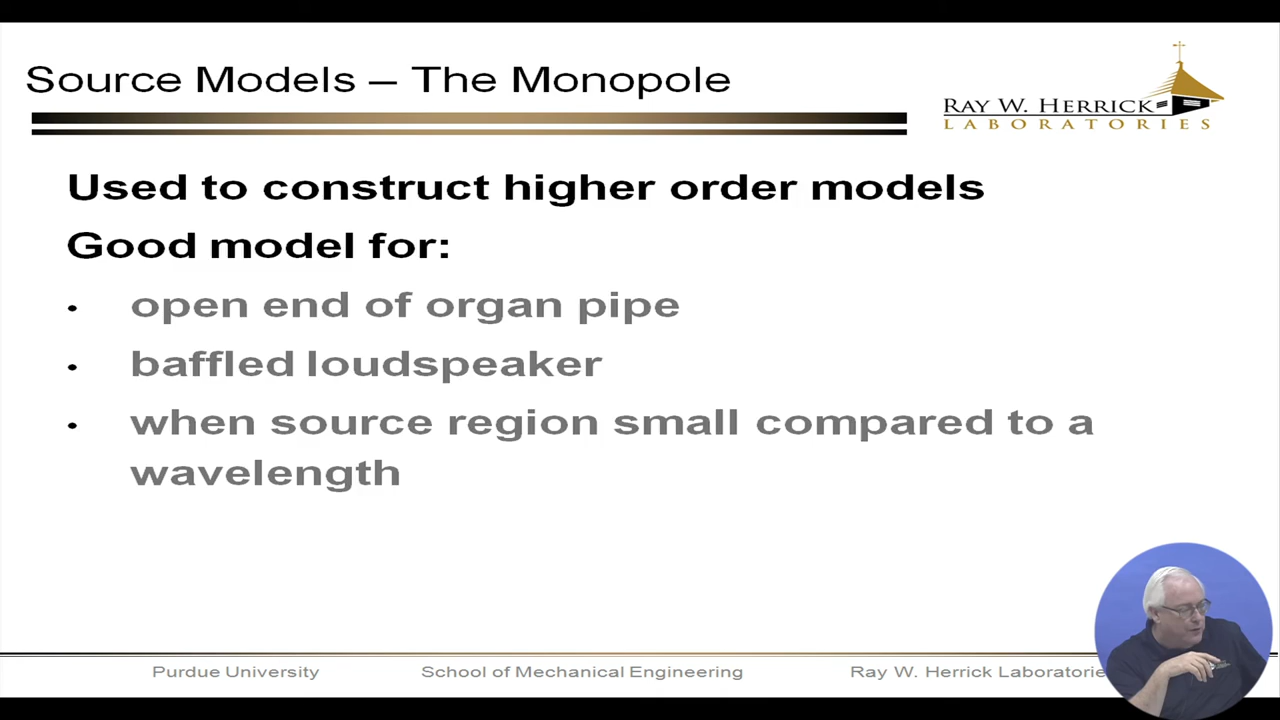 Source Models – The Monopole
RAY W. HERRICK
LABORATORIES
Used to construct higher order models
Good model for:
• open end of organ pipe
• baffled loudspeaker
• when source region small compared to a
wavelength
Purdue University School of Mechanical Engineering Ray W. Herrick